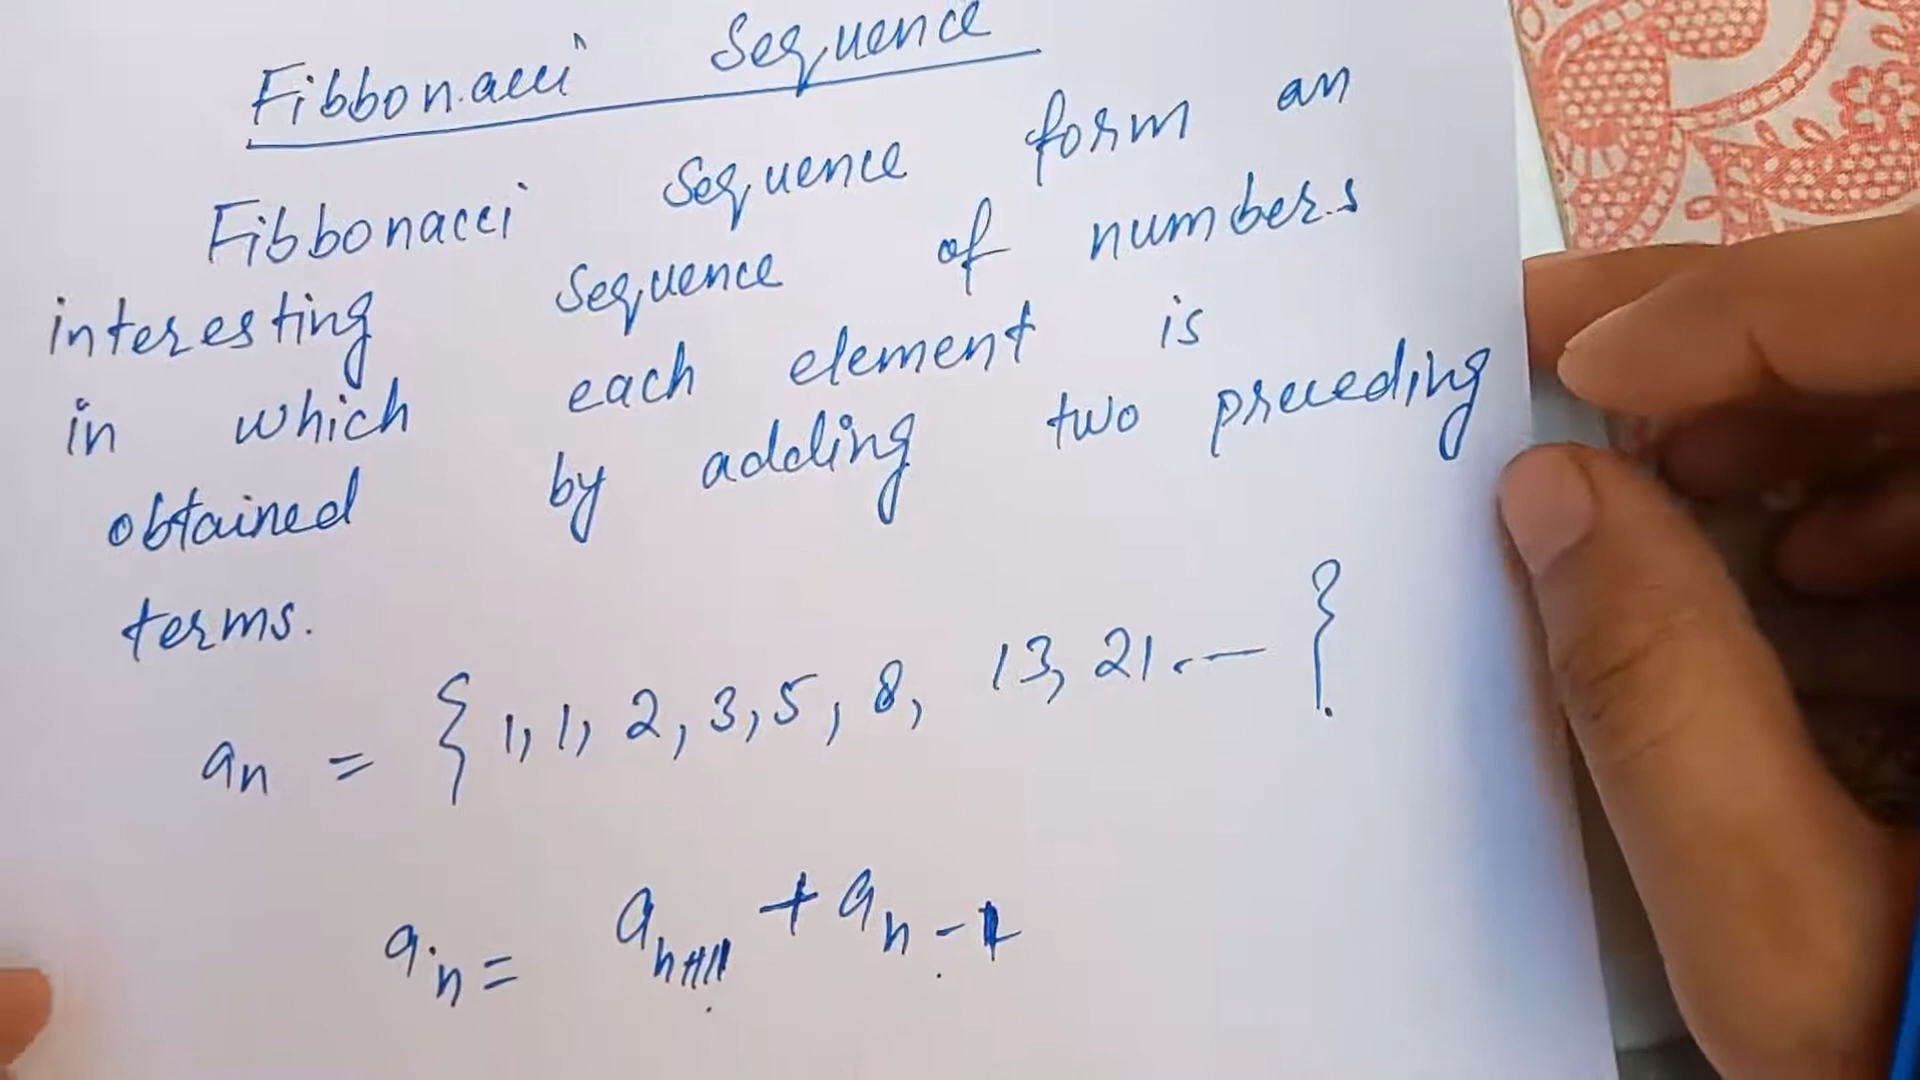 Fibbonacci Sequence
Fibbonacci sequence form an
interesting sequence of numbers
in which each element is
obtained by adding two preceding
terms.
an = { 1, 1, 2, 3, 5, 8, 13, 21 .-- }
an = an + an-1